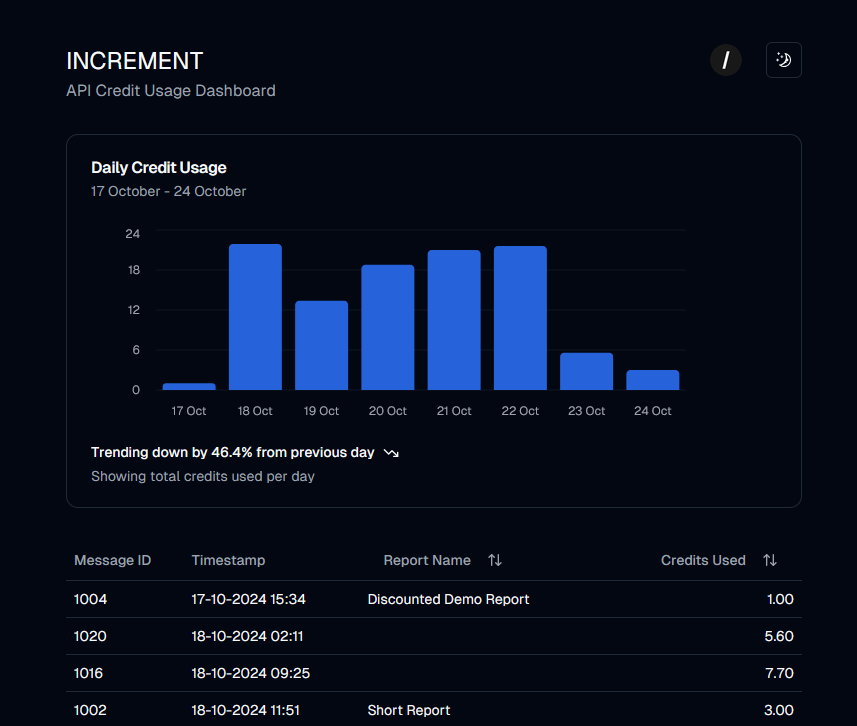 INCREMENT
/
API Credit Usage Dashboard
Daily Credit Usage
17 October - 24 October
24
18
12
6
0
17 Oct 18 Oct 19 Oct 20 Oct 21 Oct 22 Oct 23 Oct 24 Oct
Trending down by 46.4% from previous day
Showing total credits used per day
Message ID Timestamp Report Name Credits Used
1004 17-10-2024 15:34 Discounted Demo Report 1.00
1020 18-10-2024 02:11 5.60
1016 18-10-2024 09:25 7.70
1002 18-10-2024 11:51 Short Report 3.00